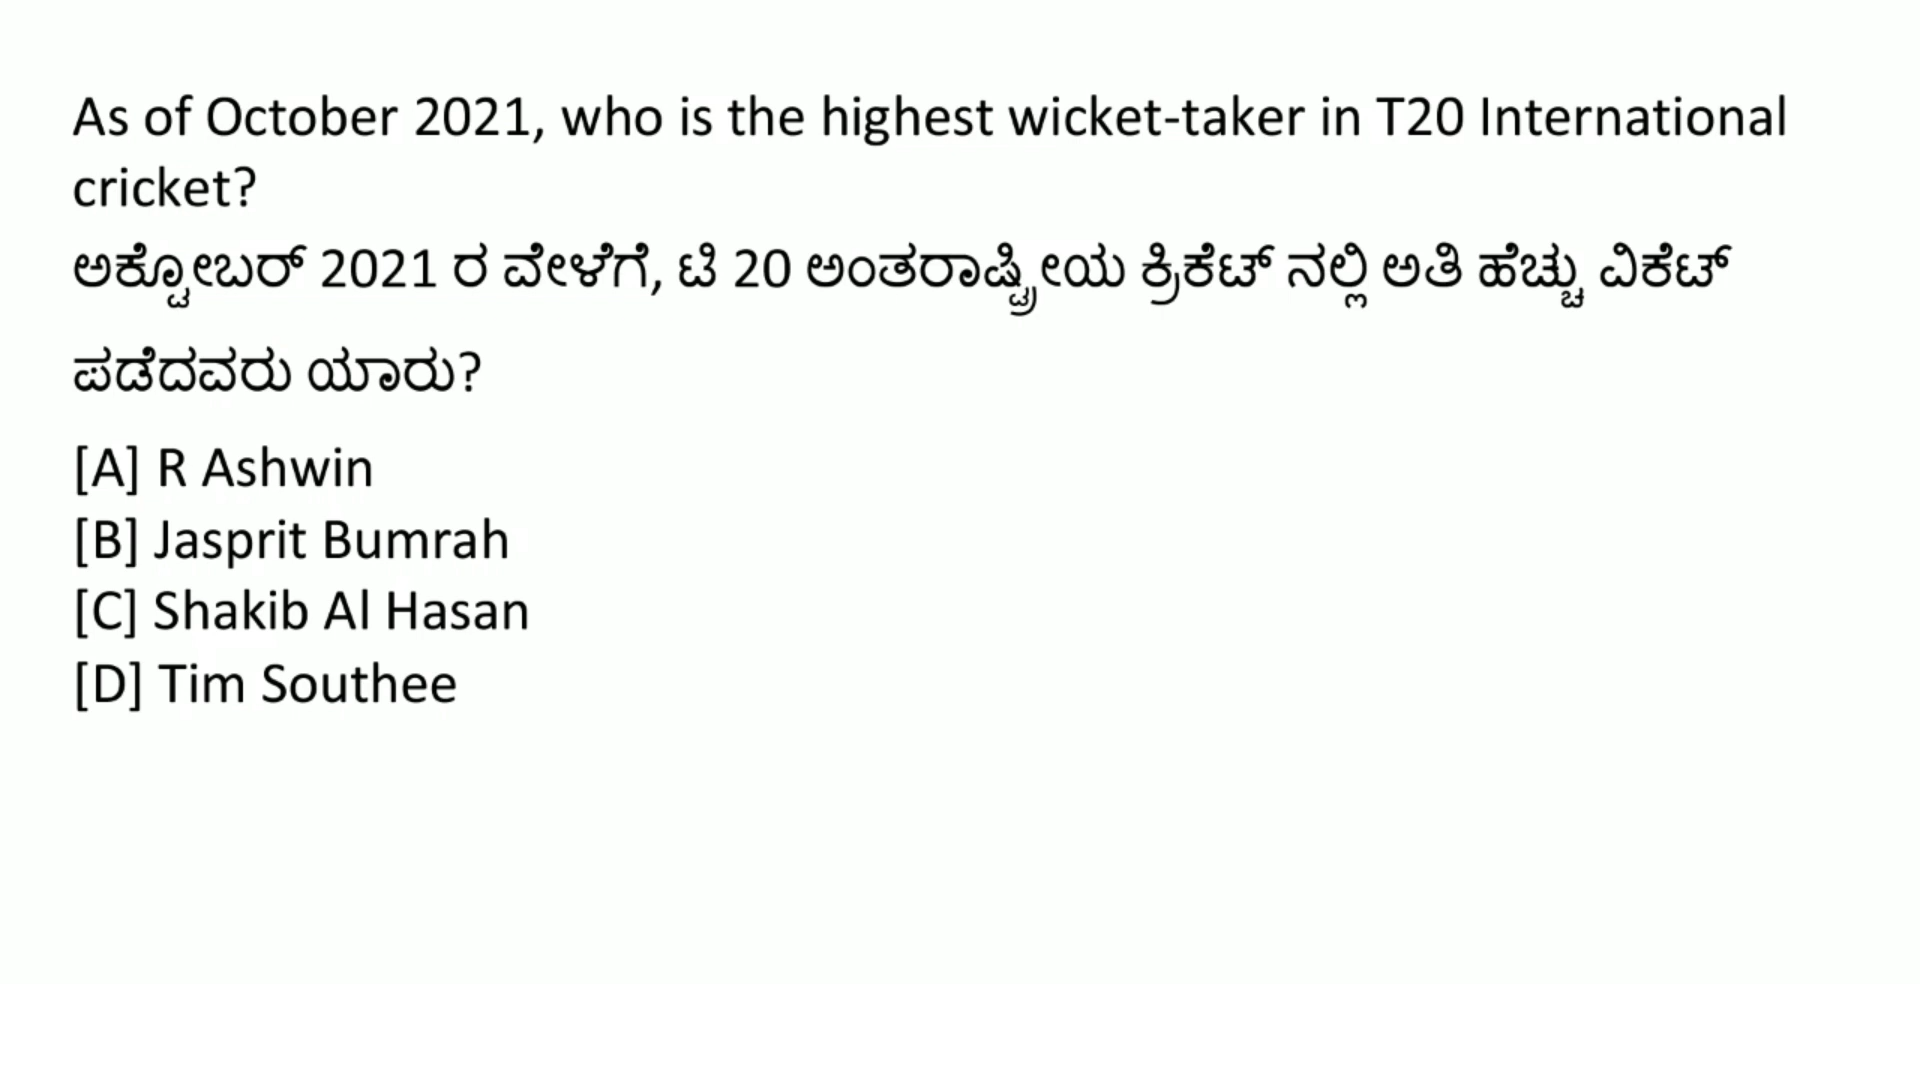 As of October 2021, who is the highest wicket-taker in T20 International
cricket?
ಅಕ್ಟೋಬರ್ 2021 ರ ವೇಳೆಗೆ, ಟಿ 20 ಅಂತರಾಷ್ಟ್ರೀಯ ಕ್ರಿಕೆಟ್ ನಲ್ಲಿ ಅತಿ ಹೆಚ್ಚು ವಿಕೆಟ್
ಪಡೆದವರು ಯಾರು?
[A] R Ashwin
[B] Jasprit Bumrah
[C] Shakib Al Hasan
[D] Tim Southee